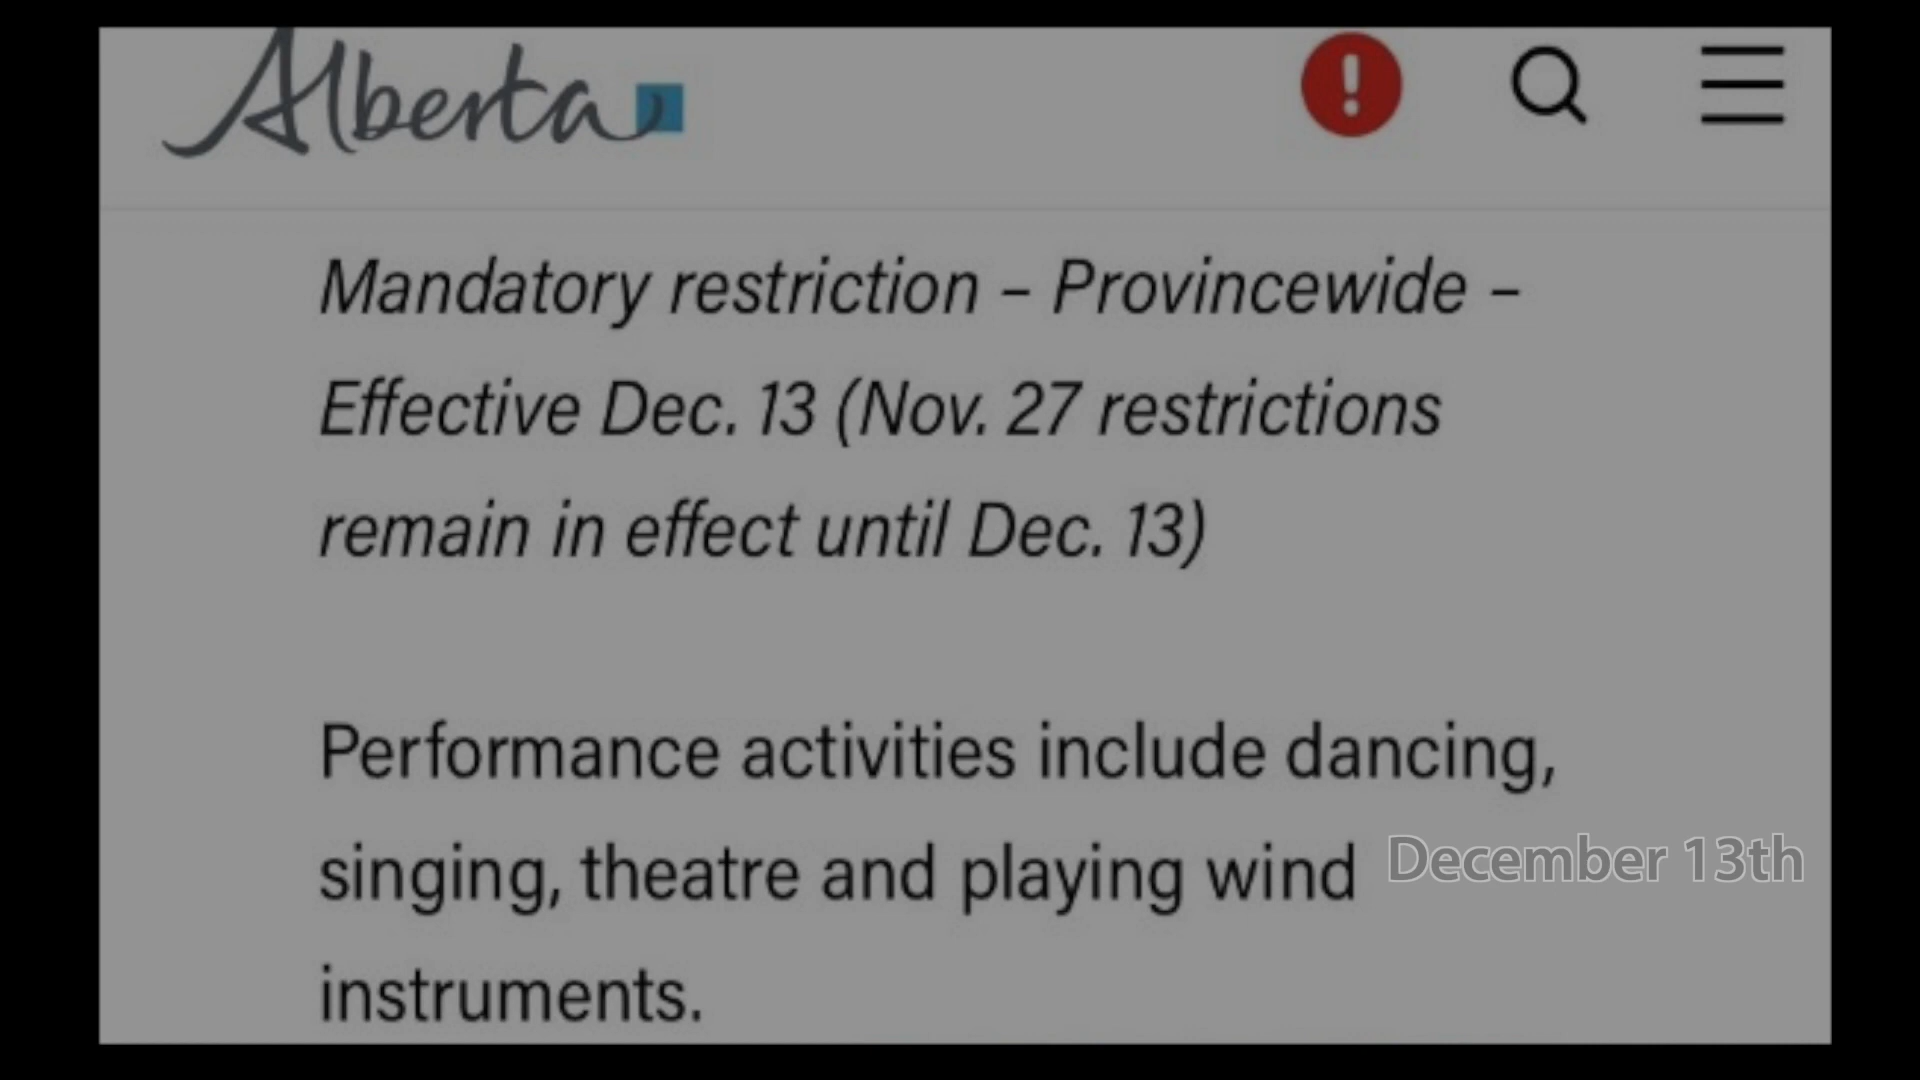 Alberta
Mandatory restriction – Provincewide –
Effective Dec. 13 (Nov. 27 restrictions
remain in effect until Dec. 13)
Performance activities include dancing,
singing, theatre and playing wind
December 13th
instruments.